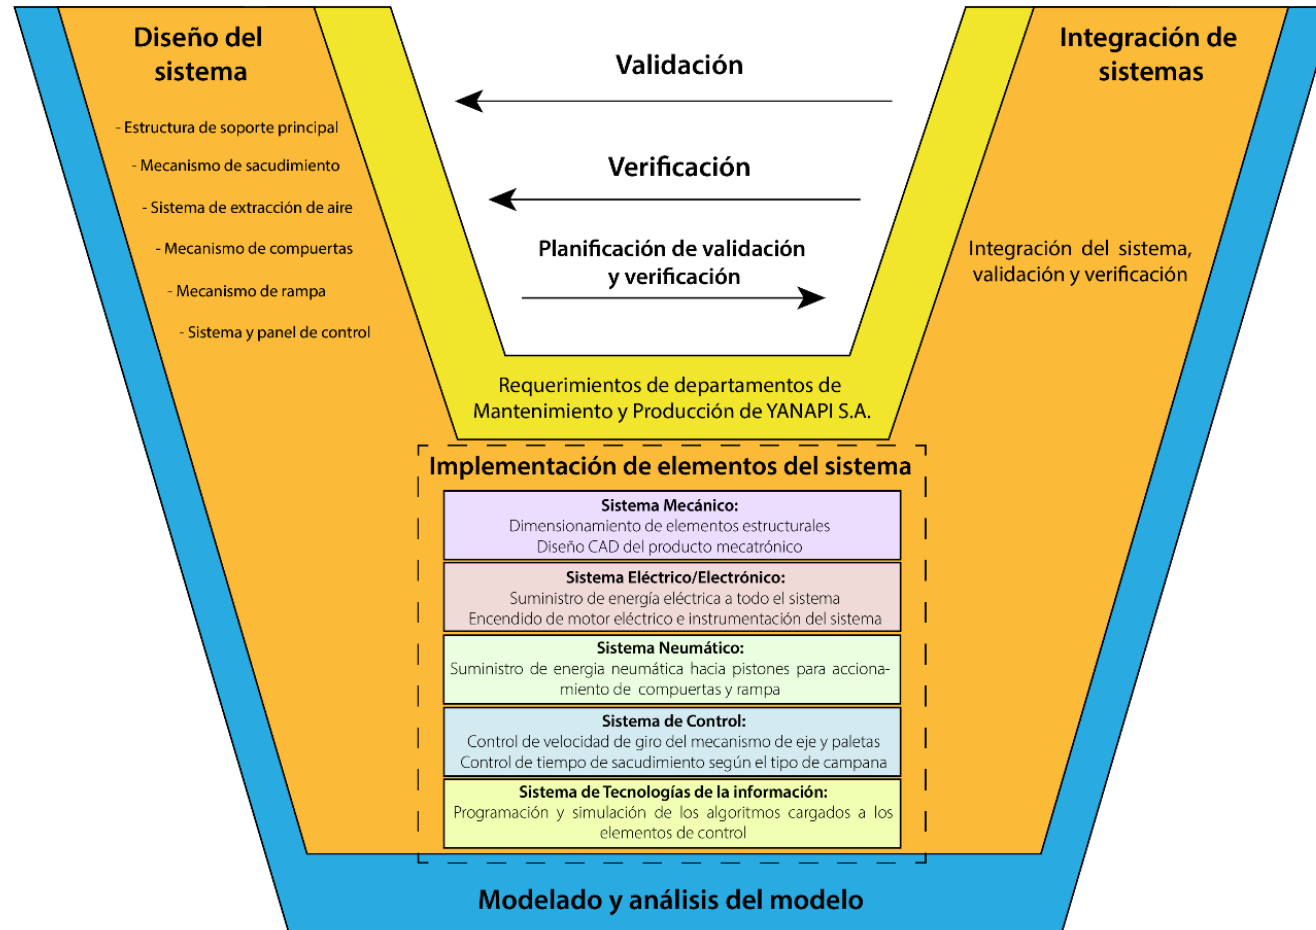 Diseño del
sistema
- Estructura de soporte principal
- Mecanismo de sacudimiento
- Sistema de extracción de aire
- Mecanismo de compuertas
- Mecanismo de rampa
- Sistema y panel de control
Validación
Verificación
Planificación de validación
y verificación
Integración de
sistemas
Integración del sistema,
validación y verificación
Requerimientos de departamentos de
Mantenimiento y Producción de YANAPI S.A.
Implementación de elementos del sistema
Sistema Mecánico:
Dimensionamiento de elementos estructurales
Diseño CAD del producto mecatrónico
Sistema Eléctrico/Electrónico:
Suministro de energía eléctrica a todo el sistema
Encendido de motor eléctrico e instrumentación del sistema
Sistema Neumático:
Suministro de energia neumática hacia pistones para acciona-
miento de compuertas y rampa
Sistema de Control:
Control de velocidad de giro del mecanismo de eje y paletas
Control de tiempo de sacudimiento según el tipo de campana
Sistema de Tecnologías de la información:
Programación y simulación de los algoritmos cargados a los
elementos de control
Modelado y análisis del modelo